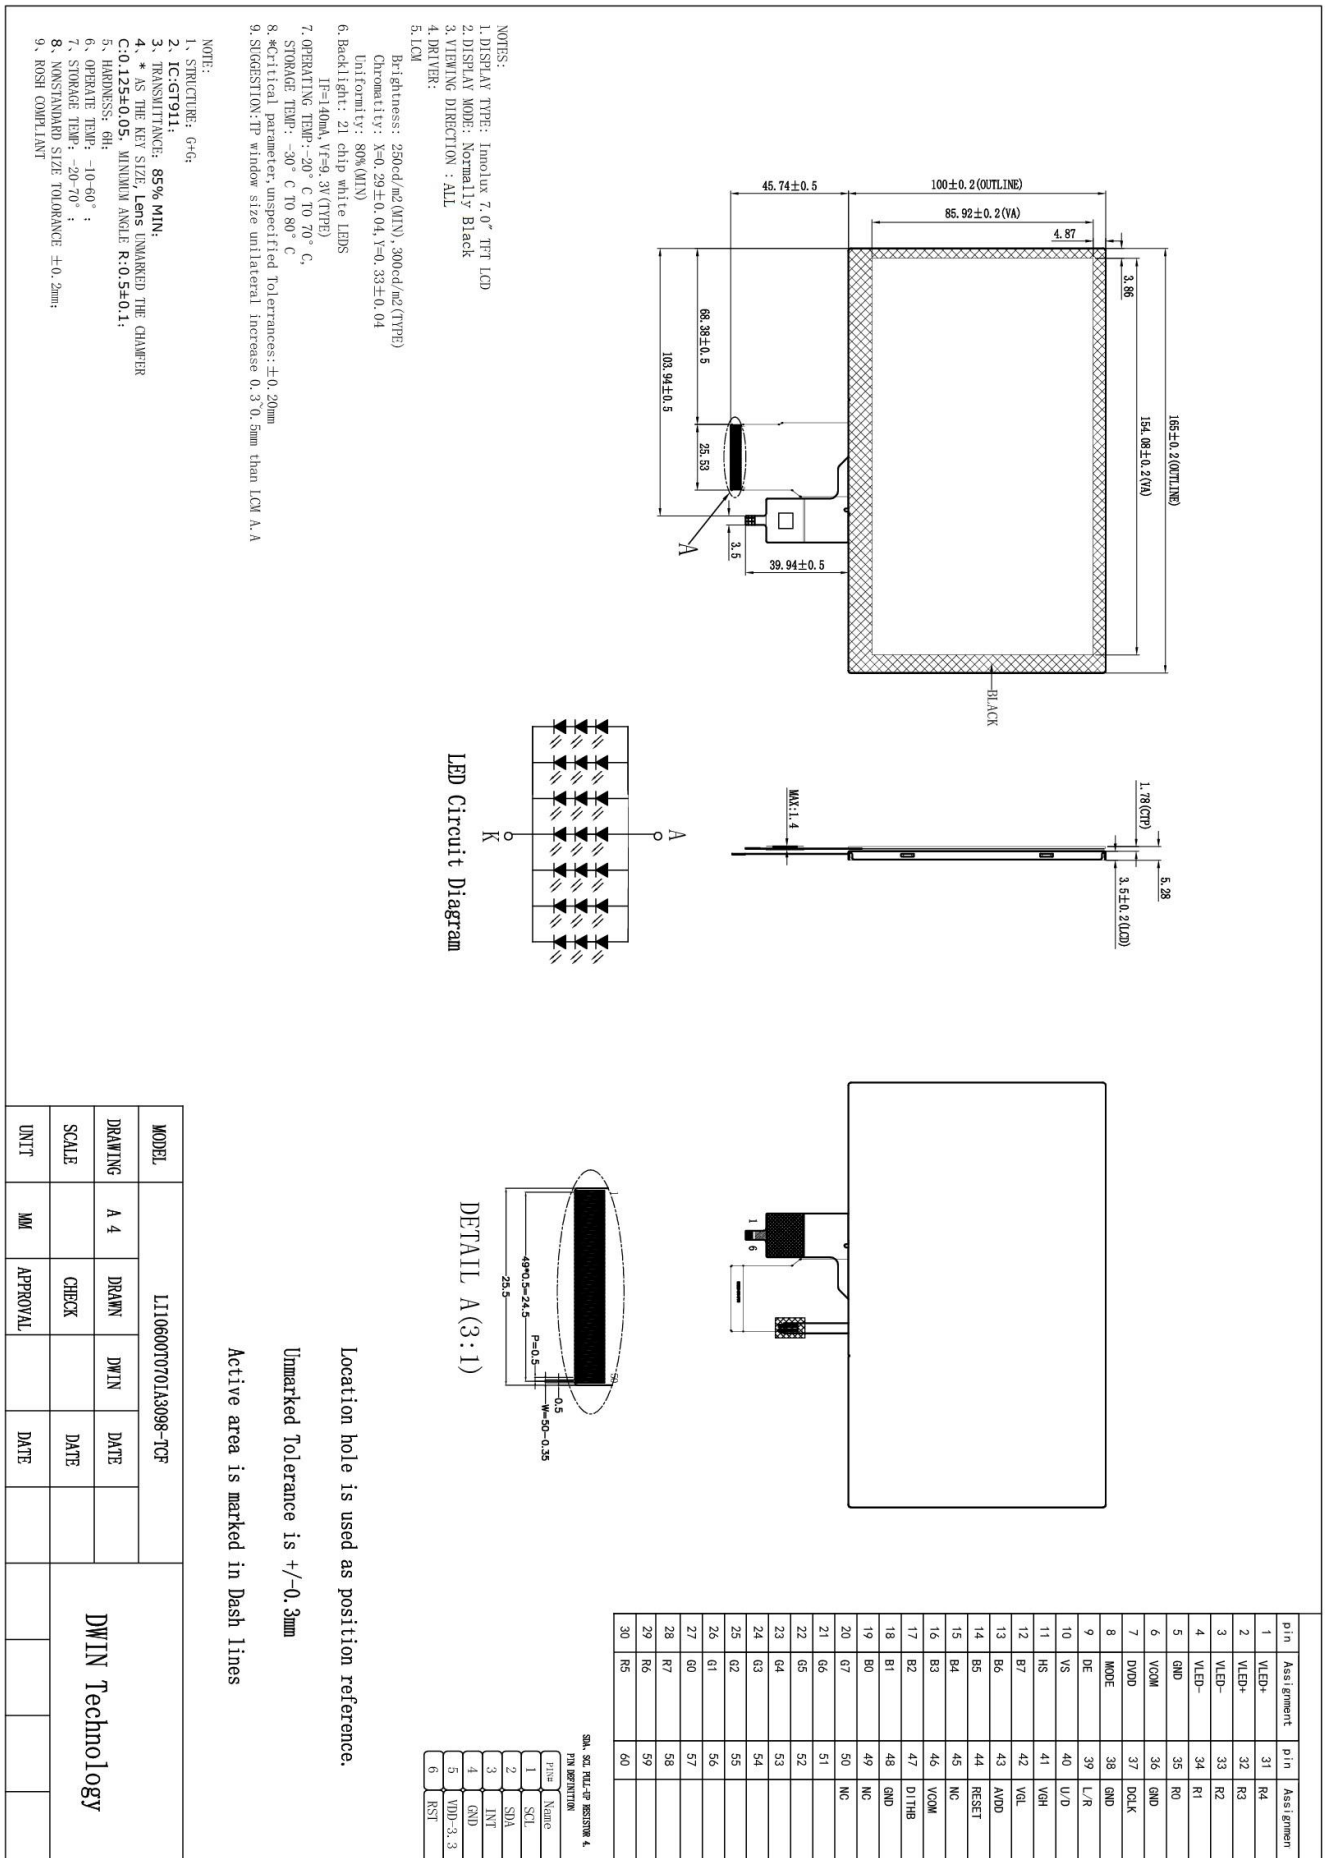 165±0.2(OUTLINE)
154.08±0.2(VA)
3.86
4.87
100±0.2(OUTLINE)
85.92±0.2(VA)
45.74±0.5
68.38±0.5
25.53
103.94±0.5
3.5
39.94±0.5
A
BLACK
1.78(CTP)
5.28
3.5±0.2(LCD)
MAX:1.4
A
K
LED Circuit Diagram
NOTES:
1.DISPLAY TYPE: Innolux 7.0" TFT LCD
2.DISPLAY MODE: Normally Black
3.VIEWING DIRECTION : ALL
4.DRIVER:
5.LCM
Brightness: 250cd/m2(MIN),300cd/m2(TYPE)
Chromatity: X=0.29±0.04,Y=0.33±0.04
Uniformity: 80%(MIN)
6.Backlight: 21 chip white LEDS
IF=140mA,Vf=9.3V(TYPE)
7.OPERATING TEMP:-20° C TO 70° C,
STORAGE TEMP: -30° C TO 80° C
8.*Critical parameter,unspecified Tolerrances:±0.20mm
9.SUGGESTION:TP window size unilateral increase 0.3~0.5mm than LCM A.A
NOTE:
1、STRUCTURE: G+G;
2、IC:GT911;
3、TRANSMITTANCE: 85% MIN;
4、* AS THE KEY SIZE, Lens UNMARKED THE CHAMFER
C:0.125±0.05, MINIMUM ANGLE R:0.5±0.1;
5、HARDNESS: 6H;
6、OPERATE TEMP: -10-60° ;
7、STORAGE TEMP: -20-70° ;
8、NONSTANDARD SIZE TOLORANCE ±0.2mm;
9、ROSH COMPLIANT
1
6
1
49*0.5=24.5
25.5
P=0.5
0.5
W=50-0.35
DETAIL A(3:1)
Location hole is used as position reference.
Unmarked Tolerance is +/-0.3mm
Active area is marked in Dash lines
pin Assignment pin Assignmen
1 VLED+ 31 R4
2 VLED+ 32 R3
3 VLED- 33 R2
4 VLED- 34 R1
5 GND 35 R0
6 VCOM 36 GND
7 DVDD 37 DCLK
8 MODE 38 GND
9 DE 39 L/R
10 VS 40 U/D
11 HS 41 VGH
12 B7 42 VGL
13 B6 43 AVDD
14 B5 44 RESET
15 B4 45 NC
16 B3 46 VCOM
17 B2 47 DITHB
18 B1 48 GND
19 B0 49 NC
20 G7 50 NC
21 G6 51
22 G5 52
23 G4 53
24 G3 54
25 G2 55
26 G1 56
27 G0 57
28 R7 58
29 R6 59
30 R5 60
SDA、SCL PULL-UP RESISTOR 4.
PIN DEFINITION
PIN# Name
1 SCL
2 SDA
3 INT
4 GND
5 VDD-3.3
6 RST
MODEL LI10600T070IA3098-TCF
DRAWING A 4 DRAWN DWIN DATE
SCALE CHECK DATE
UNIT MM APPROVAL DATE
DWIN Technology